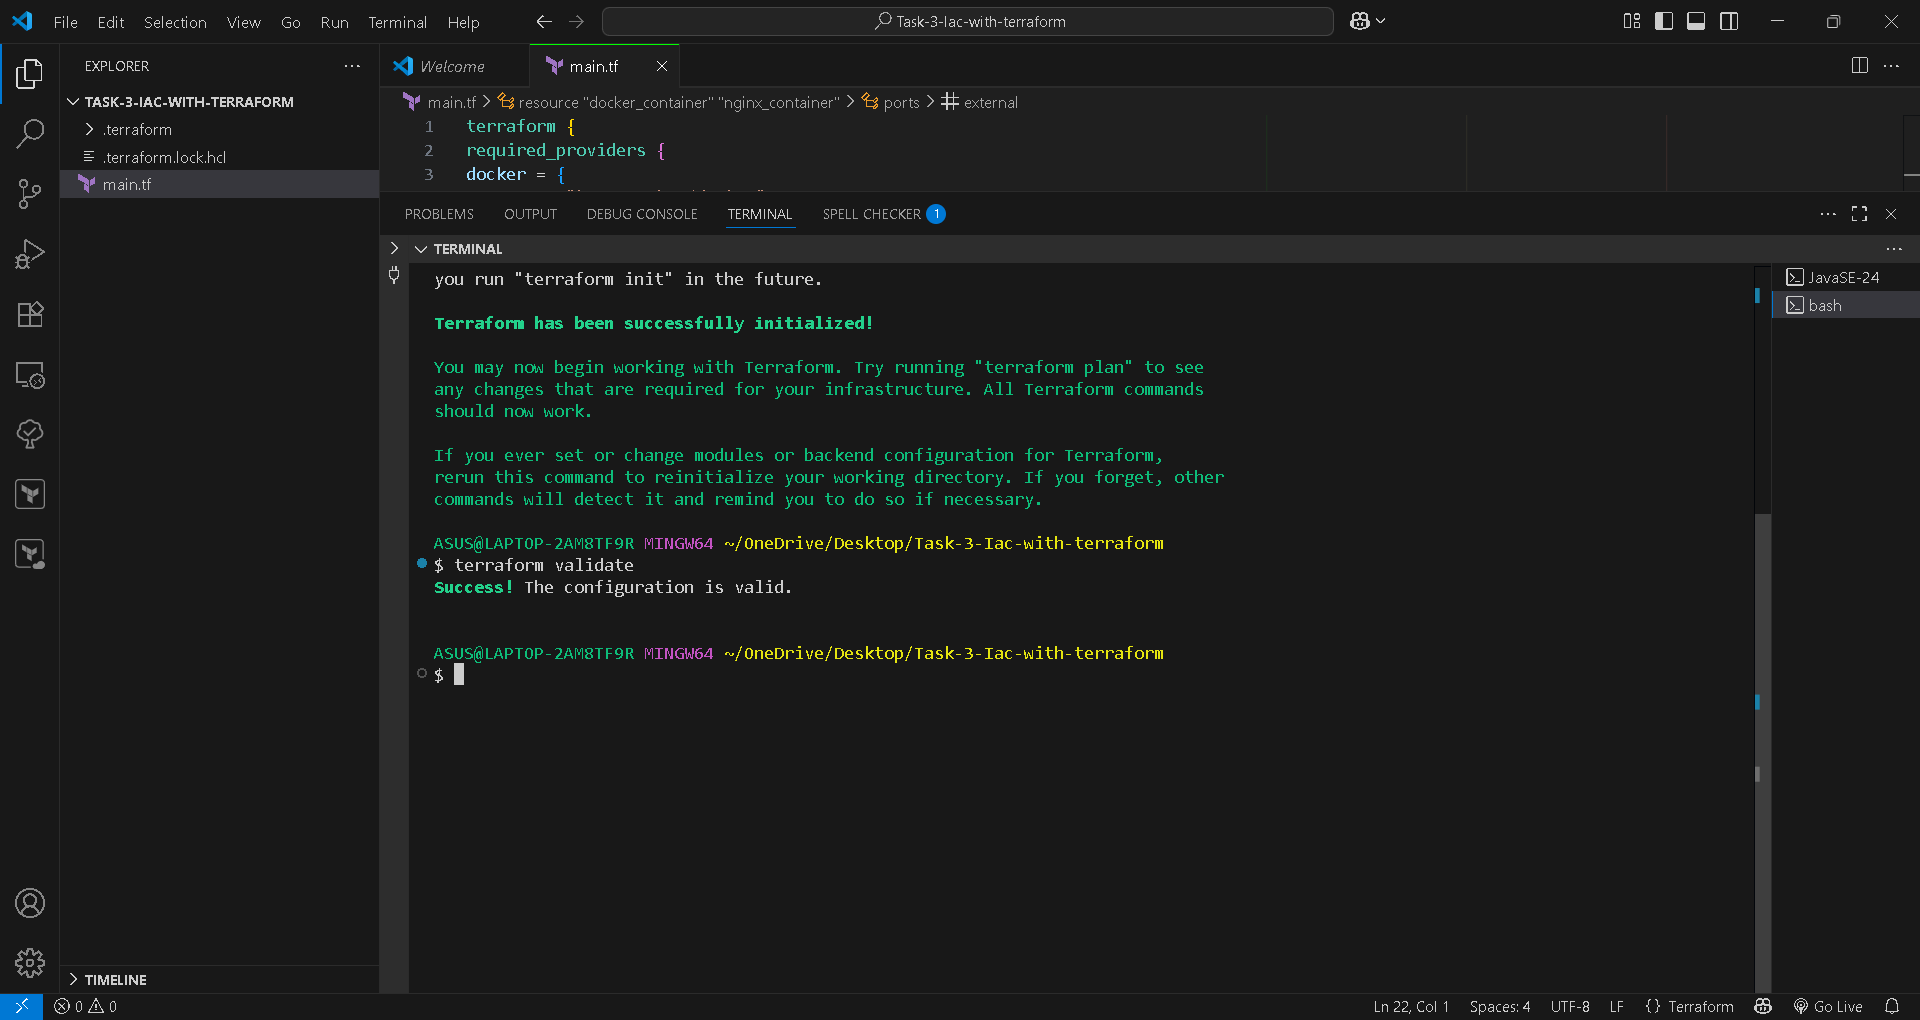 File Edit Selection View Go Run Terminal Help
Task-3-Iac-with-terraform
EXPLORER
TASK-3-IAC-WITH-TERRAFORM
.terraform
.terraform.lock.hcl
main.tf
TIMELINE
Welcome
main.tf
main.tf > resource "docker_container" "nginx_container" > ports > external
1 terraform {
2 required_providers {
3 docker = {
PROBLEMS OUTPUT DEBUG CONSOLE TERMINAL SPELL CHECKER 1
TERMINAL
you run "terraform init" in the future.
Terraform has been successfully initialized!
You may now begin working with Terraform. Try running "terraform plan" to see
any changes that are required for your infrastructure. All Terraform commands
should now work.
If you ever set or change modules or backend configuration for Terraform,
rerun this command to reinitialize your working directory. If you forget, other
commands will detect it and remind you to do so if necessary.
ASUS@LAPTOP-2AM8TF9R MINGW64 ~/OneDrive/Desktop/Task-3-Iac-with-terraform
$ terraform validate
Success! The configuration is valid.
ASUS@LAPTOP-2AM8TF9R MINGW64 ~/OneDrive/Desktop/Task-3-Iac-with-terraform
$
JavaSE-24
bash
0 0
Ln 22, Col 1 Spaces: 4 UTF-8 LF {} Terraform Go Live